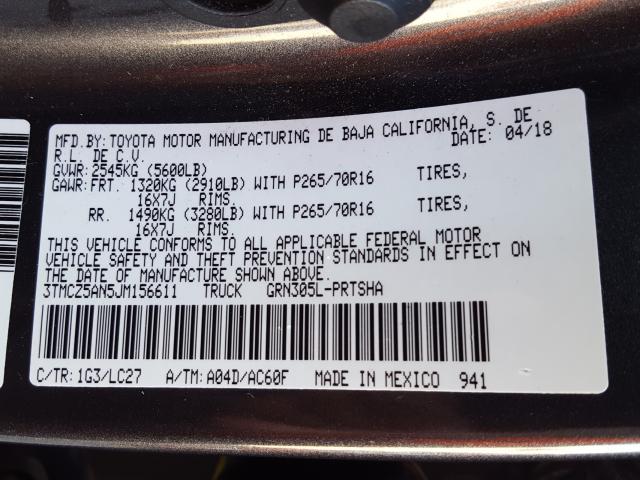 MFD.BY:TOYOTA MOTOR MANUFACTURING DE BAJA CALIFORNIA, S. DE
R.L. DE C.V. DATE: 04/18
GVWR:2545KG (5600LB)
GAWR:FRT. 1320KG (2910LB) WITH P265/70R16 TIRES,
16X7J RIMS.
RR. 1490KG (3280LB) WITH P265/70R16 TIRES,
16X7J RIMS.
THIS VEHICLE CONFORMS TO ALL APPLICABLE FEDERAL MOTOR
VEHICLE SAFETY AND THEFT PREVENTION STANDARDS IN EFFECT ON
THE DATE OF MANUFACTURE SHOWN ABOVE.
3TMCZ5AN5JM156611 TRUCK GRN305L-PRTSHA
C/TR:1G3/LC27 A/TM:A04D/AC60F MADE IN MEXICO 941